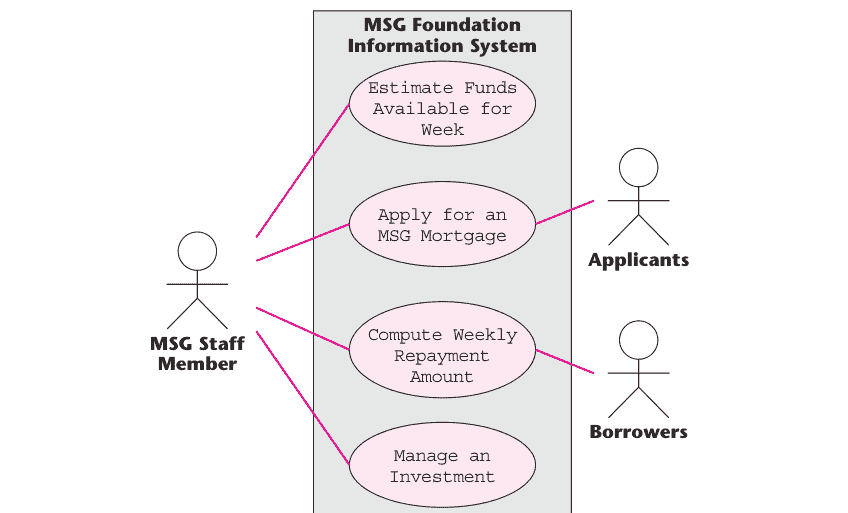 MSG Foundation
Information System
Estimate Funds
Available for
Week
Apply for an
MSG Mortgage
Applicants
MSG Staff
Member
Compute Weekly
Repayment
Amount
Borrowers
Manage an
Investment